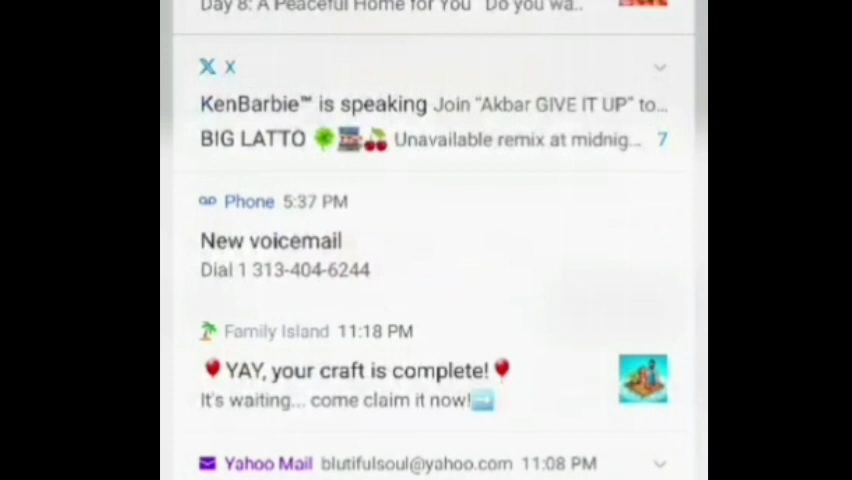 Day 8: A Peaceful Home for You "Do you wa..
X X
KenBarbie™ is speaking Join "Akbar GIVE IT UP" to...
BIG LATTO 🍀🎰🍒 Unavailable remix at midnig... 7
Phone 5:37 PM
New voicemail
Dial 1 313-404-6244
Family Island 11:18 PM
🎈YAY, your craft is complete!🎈
It's waiting... come claim it now!➡️
Yahoo Mail blutifulsoul@yahoo.com 11:08 PM